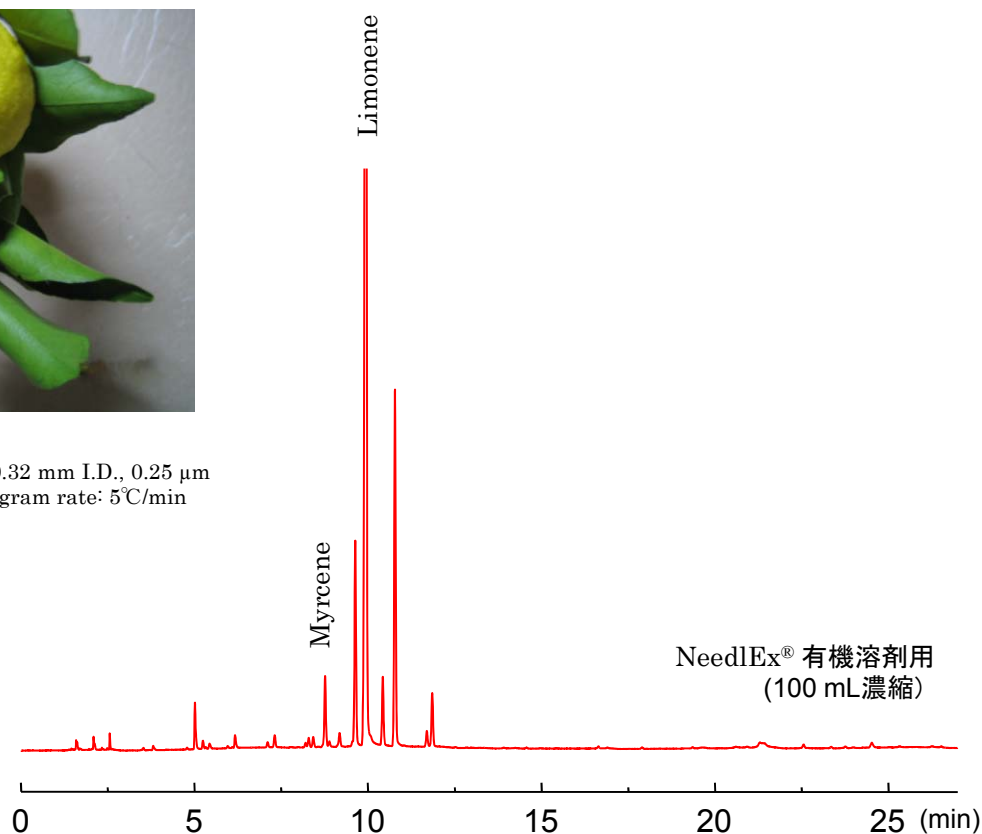 Limonene
0.32 mm I.D., 0.25 µm
gram rate: 5℃/min
Myrcene
NeedlEx® 有機溶剤用
(100 mL濃縮）
0 5 10 15 20 25 (min)